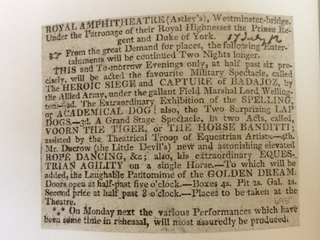 ROYAL AMPHITHEATRE (Astley's), Westminster-bridge.
Under the Patronage of their Royal Highnesses the Prince Re-
gent and Duke of York.
From the great Demand for places, the following Enter-
tainments will be continued Two Nights longer.
THIS and To-morrow Evenings only, at half past six pre-
cisely, will be acted the favourite Military Spectacle, called
The HEROIC SIEGE and CAPTURE of BADAJOZ, by
the Allied Army, under the gallant Field Marshal Lord Welling-
ton:—2d. The Extraordinary Exhibition of the SPELLING,
or ACADEMICAL DOG! also, the Two Surprizing LAP
DOGS.—3d. A Grand Stage Spectacle, in two Acts, called,
VOORN THE TIGER, or THE HORSE BANDITTI;
assisted by the Theatrical Troop of Equestrian Artists.—4th.
Mr. Ducrow (the Little Devil's) new and astonishing elevated
ROPE DANCING, &c; also, his extraordinary EQUES-
TRIAN AGILITY on a single Horse.—To which will be
added, the Laughable Patitomime of the GOLDEN DREAM.
Doors open at half-past five o'clock.—Boxes 4s. Pit 2s. Gal. 1s.
Second price at half past 8 o'clock.—Places to be taken at the
Theatre.
*,* On Monday next the various Performances which have
been some time in rehearsal, will most assuredly be produced.